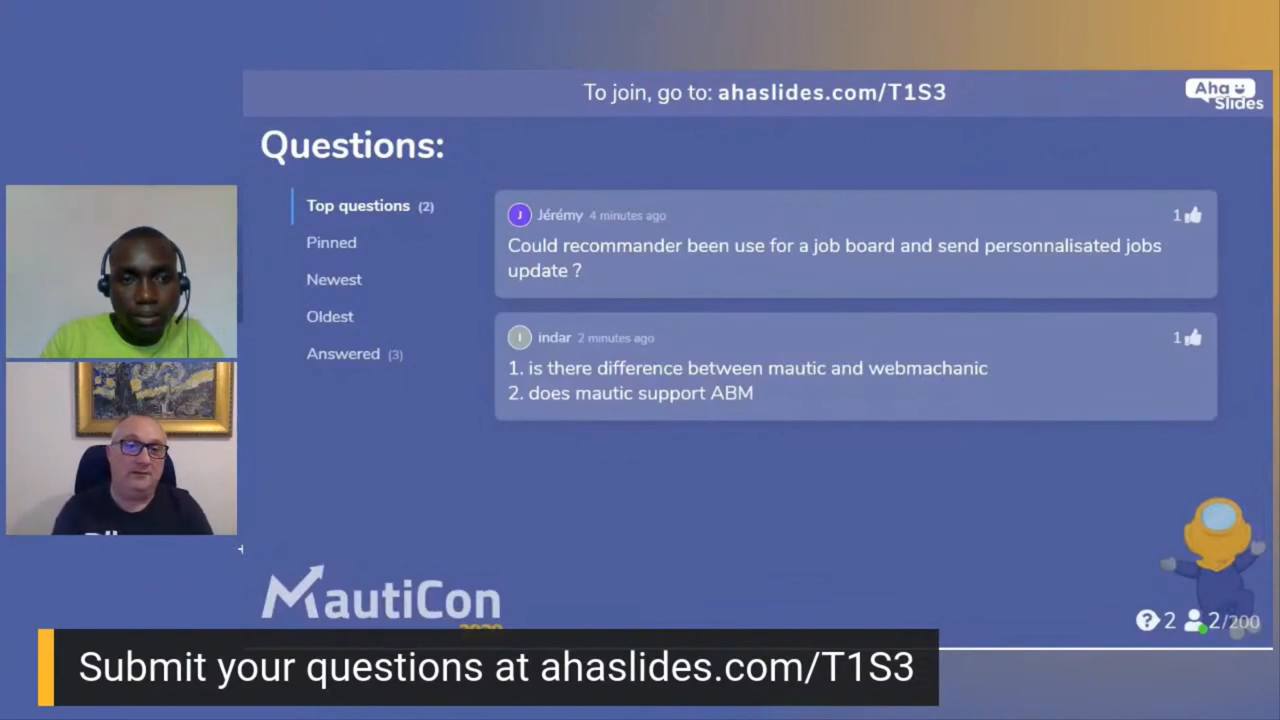 To join, go to: ahaslides.com/T1S3
Aha
Slides
Questions:
Top questions (2)
Pinned
Newest
Oldest
Answered (3)
J Jérémy 4 minutes ago 1
Could recommander been use for a job board and send personnalisated jobs
update ?
I indar 2 minutes ago 1
1. is there difference between mautic and webmachanic
2. does mautic support ABM
MautiCon
2 2/200
Submit your questions at ahaslides.com/T1S3